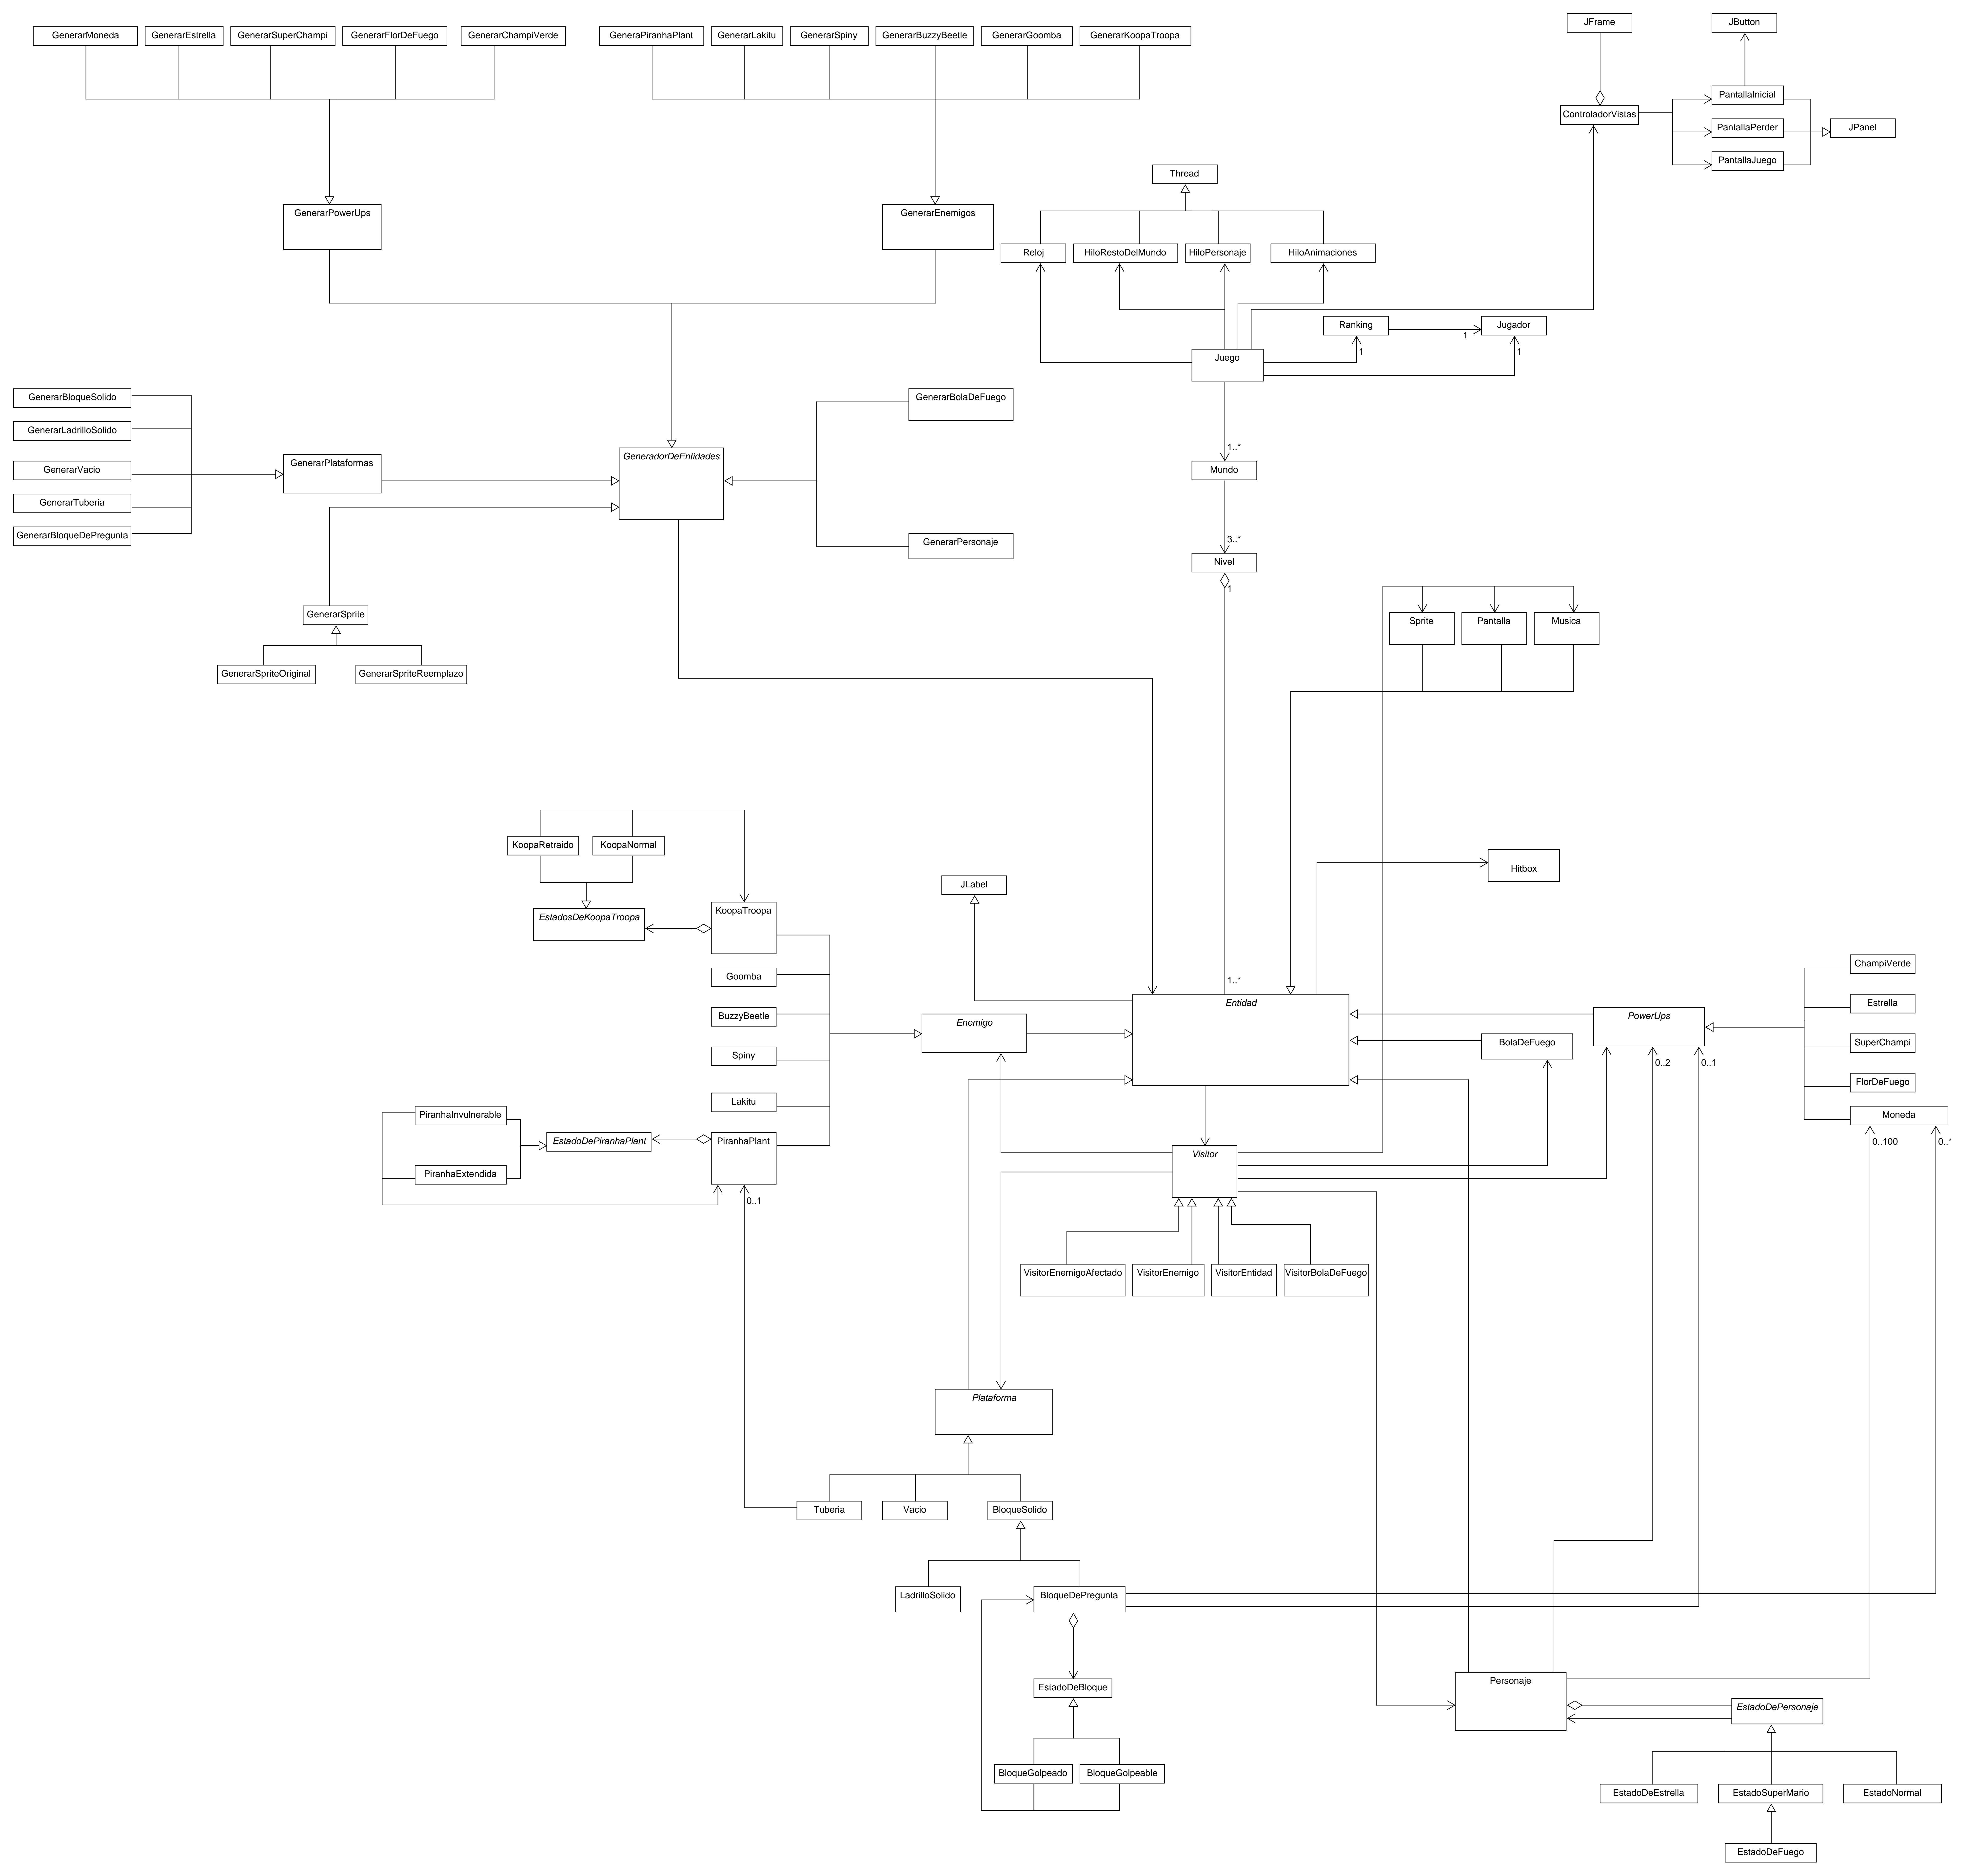 JFrame
JButton
GenerarMoneda
GenerarEstrella
GenerarSuperChampi
GenerarFlorDeFuego
GenerarChampiVerde
GeneraPiranhaPlant
GenerarLakitu
GenerarSpiny
GenerarBuzzyBeetle
GenerarGoomba
GenerarKoopaTroopa
PantallaInicial
ControladorVistas
PantallaPerder
JPanel
PantallaJuego
Thread
GenerarPowerUps
GenerarEnemigos
Reloj
HiloRestoDelMundo
HiloPersonaje
HiloAnimaciones
Ranking
Jugador
1
1
1
Juego
GenerarBloqueSolido
GenerarBolaDeFuego
GenerarLadrilloSolido
1..*
GeneradorDeEntidades
GenerarPlataformas
GenerarVacio
Mundo
GenerarTuberia
GenerarBloqueDePregunta
GenerarPersonaje
3..*
Nivel
1
GenerarSprite
Sprite
Pantalla
Musica
GenerarSpriteOriginal
GenerarSpriteReemplazo
KoopaRetraido
KoopaNormal
Hitbox
JLabel
KoopaTroopa
EstadosDeKoopaTroopa
ChampiVerde
Goomba
1..*
Entidad
Estrella
BuzzyBeetle
Enemigo
PowerUps
BolaDeFuego
SuperChampi
Spiny
0..2
0..1
FlorDeFuego
Lakitu
PiranhaInvulnerable
Moneda
EstadoDePiranhaPlant
PiranhaPlant
0..100
0..*
Visitor
PiranhaExtendida
0..1
VisitorEnemigoAfectado
VisitorEnemigo
VisitorEntidad
VisitorBolaDeFuego
Plataforma
Tuberia
Vacio
BloqueSolido
LadrilloSolido
BloqueDePregunta
Personaje
EstadoDeBloque
EstadoDePersonaje
BloqueGolpeado
BloqueGolpeable
EstadoDeEstrella
EstadoSuperMario
EstadoNormal
EstadoDeFuego